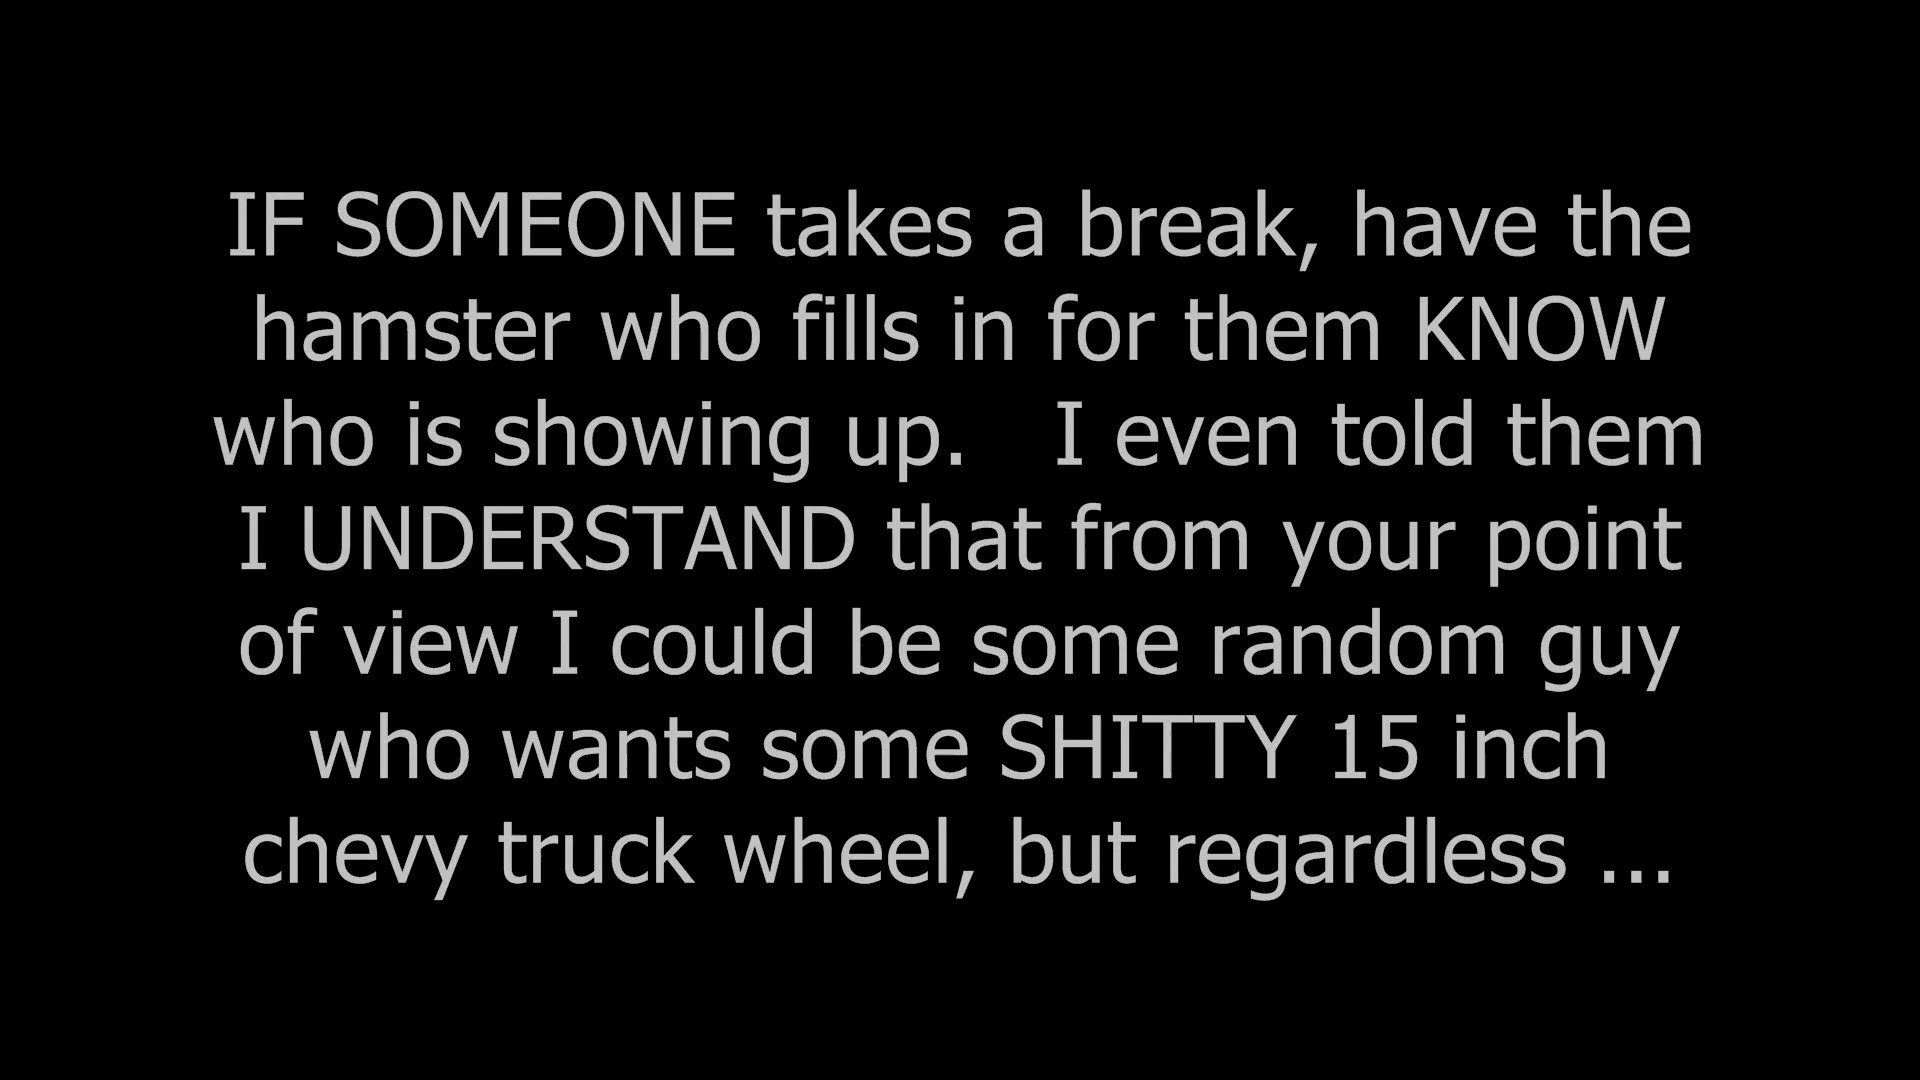 IF SOMEONE takes a break, have the
hamster who fills in for them KNOW
who is showing up.   I even told them
I UNDERSTAND that from your point
of view I could be some random guy
who wants some SHITTY 15 inch
chevy truck wheel, but regardless ...